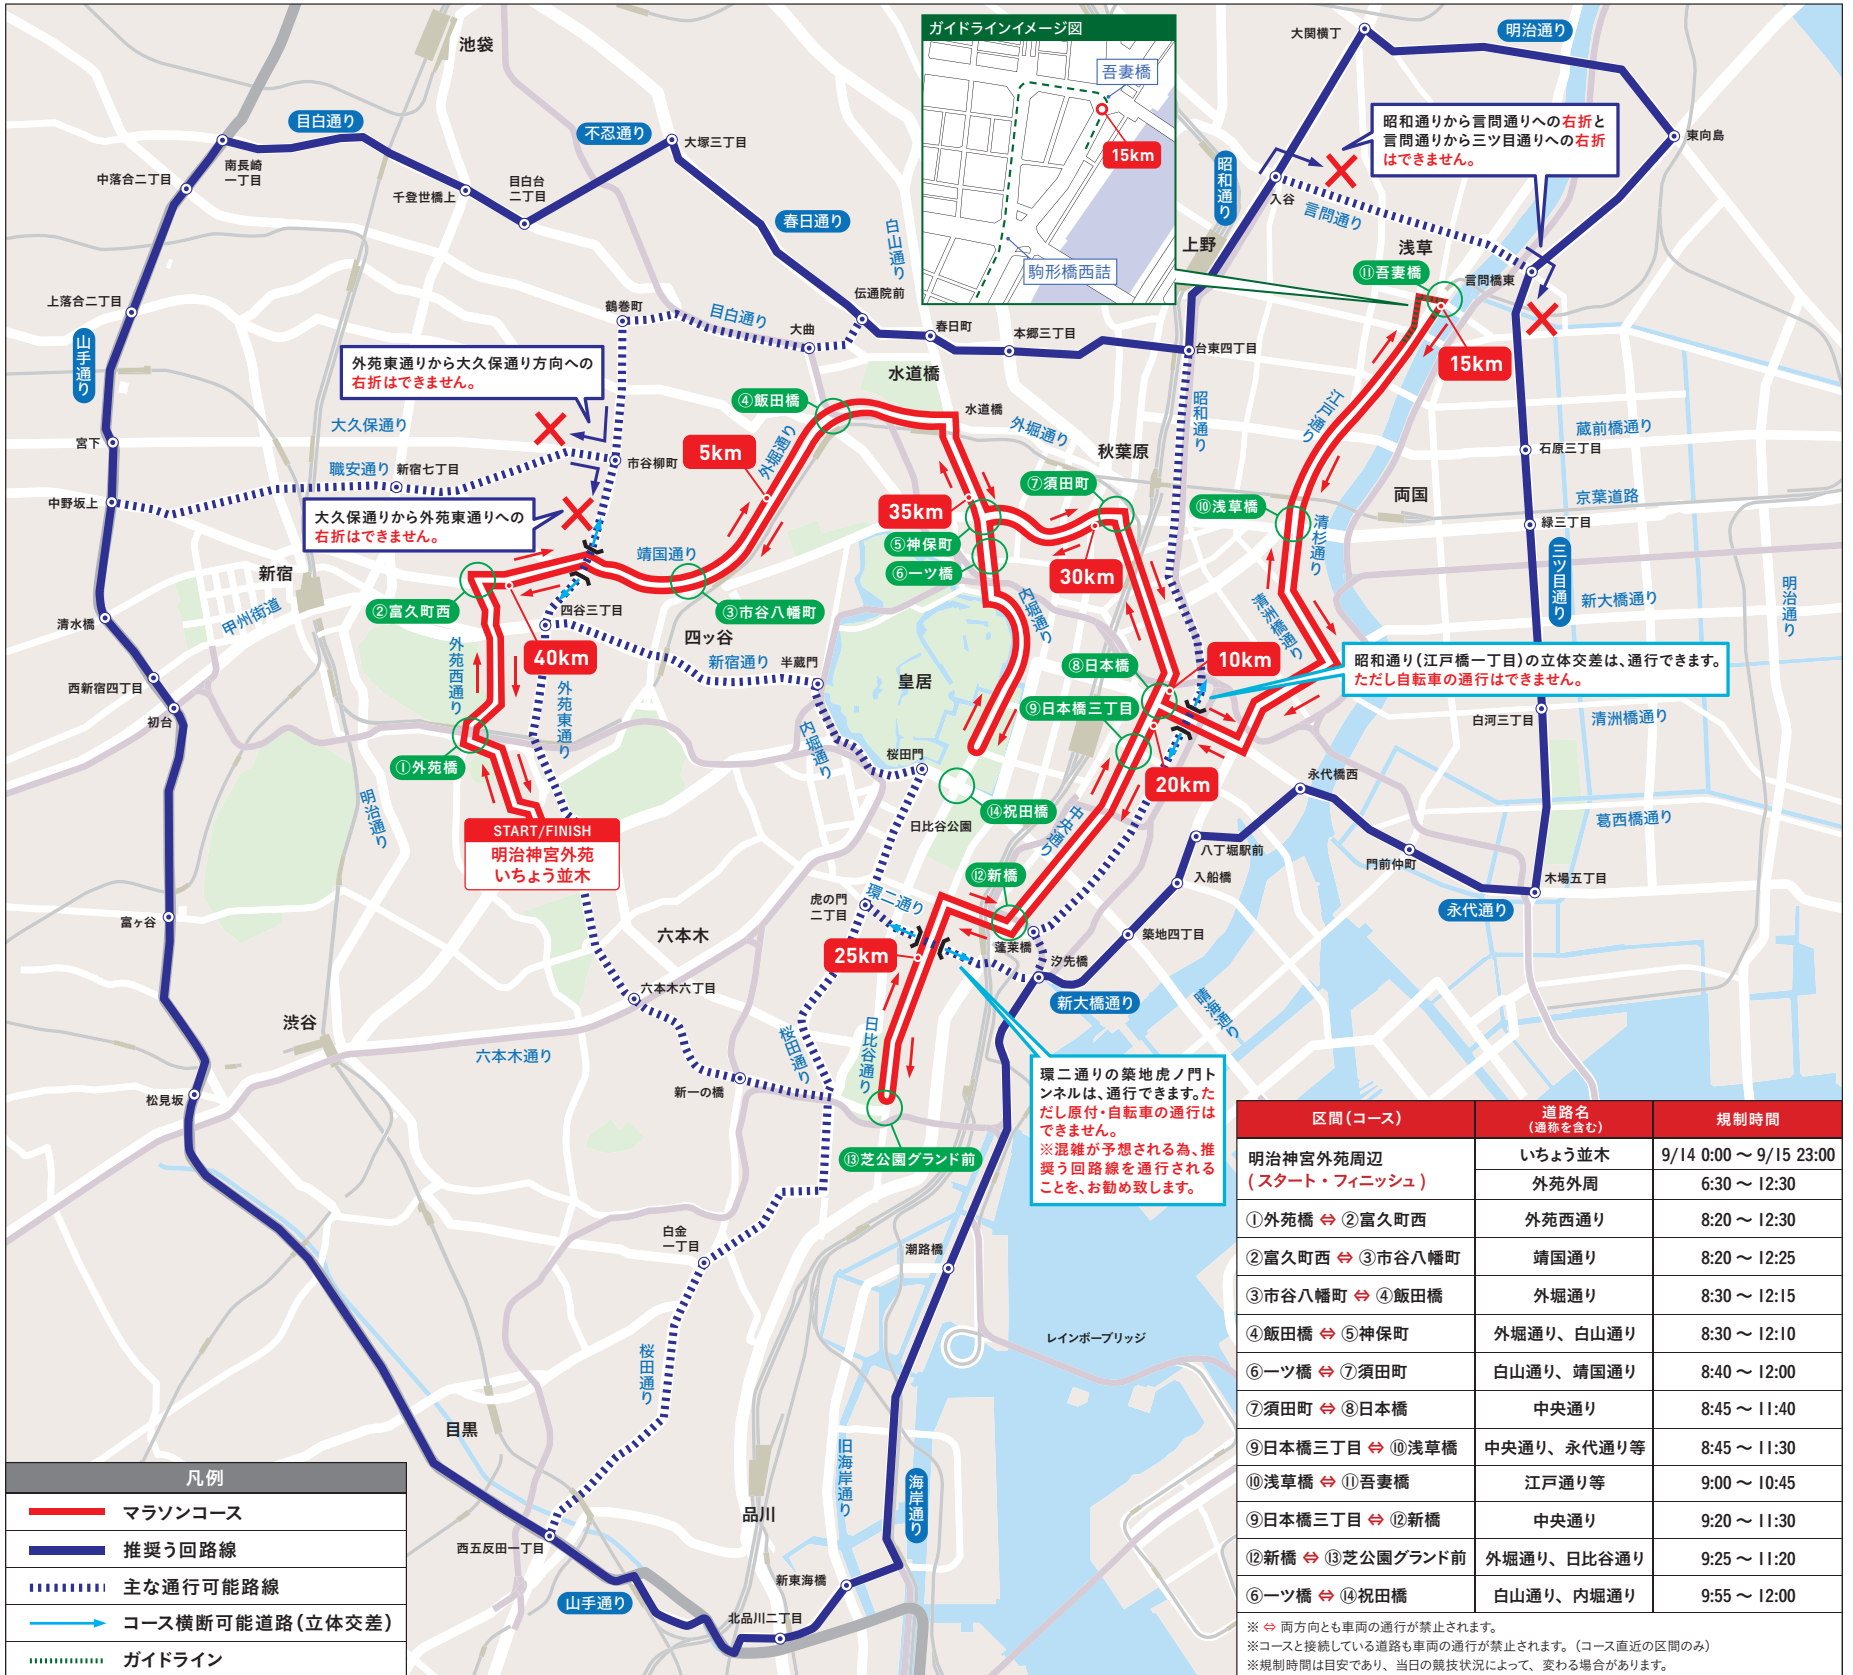 池袋
ガイドラインイメージ図
吾妻橋
15km
駒形橋西詰
大関横丁
明治通り
昭和通りから言問通りへの右折と
言問通りから三ツ目通りへの右折
はできません。
東向島
目白通り
不忍通り
大塚三丁目
南長崎
一丁目
中落合二丁目
千登世橋上
目白台
二丁目
春日通り
白山通り
昭和通り
入谷
言問通り
上野
浅草
⑪吾妻橋
言問橋東
伝通院前
上落合二丁目
鶴巻町
目白通り
大曲
春日町
本郷三丁目
台東四丁目
15km
山手通り
外苑東通りから大久保通り方向への
右折はできません。
水道橋
④飯田橋
水道橋
外堀通り
昭和通り
江戸通り
大久保通り
宮下
5km
外堀通り
秋葉原
蔵前橋通り
石原三丁目
職安通り
新宿七丁目
市谷柳町
⑦須田町
両国
京葉道路
中野坂上
35km
⑩浅草橋
緑三丁目
大久保通りから外苑東通りへの
右折はできません。
⑤神保町
清杉通り
三ツ目通り
靖国通り
⑥一ツ橋
30km
新宿
甲州街道
②富久町西
四谷三丁目
③市谷八幡町
内堀通り
清洲橋通り
新大橋通り
明治通り
清水橋
四ッ谷
外苑西通り
40km
新宿通り
半蔵門
⑧日本橋
10km
昭和通り(江戸橋一丁目)の立体交差は、通行できます。
ただし自転車の通行はできません。
西新宿四丁目
皇居
外苑東通り
⑨日本橋三丁目
初台
白河三丁目
清洲橋通り
①外苑橋
内堀通り
桜田門
20km
永代橋西
明治通り
⑭祝田橋
日比谷公園
中央通り
葛西橋通り
START/FINISH
明治神宮外苑
いちょう並木
八丁堀駅前
門前仲町
⑫新橋
入船橋
木場五丁目
永代通り
富ヶ谷
虎の門
二丁目
環二通り
六本木
25km
蓬莱橋
築地四丁目
汐先橋
六本木六丁目
新大橋通り
晴海通り
渋谷
六本木通り
桜田通り
日比谷通り
新一の橋
松見坂
環二通りの築地虎ノ門ト
ンネルは、通行できます。た
だし原付・自転車の通行は
できません。
※混雑が予想される為、推
奨う回路線を通行される
ことを、お勧め致します。
⑬芝公園グランド前
白金
一丁目
潮路橋
レインボーブリッジ
桜田通り
目黒
旧海岸通り
海岸通り
品川
西五反田一丁目
新東海橋
山手通り
北品川二丁目
凡例
マラソンコース
推奨う回路線
主な通行可能路線
コース横断可能道路(立体交差)
ガイドライン
区間(コース) 道路名 規制時間
(通称を含む)
明治神宮外苑周辺 いちょう並木 9/14 0:00 ～ 9/15 23:00
(スタート・フィニッシュ) 外苑外周 6:30 ～ 12:30
①外苑橋 ⇔ ②富久町西 外苑西通り 8:20 ～ 12:30
②富久町西 ⇔ ③市谷八幡町 靖国通り 8:20 ～ 12:25
③市谷八幡町 ⇔ ④飯田橋 外堀通り 8:30 ～ 12:15
④飯田橋 ⇔ ⑤神保町 外堀通り、白山通り 8:30 ～ 12:10
⑥一ツ橋 ⇔ ⑦須田町 白山通り、靖国通り 8:40 ～ 12:00
⑦須田町 ⇔ ⑧日本橋 中央通り 8:45 ～ 11:40
⑨日本橋三丁目 ⇔ ⑩浅草橋 中央通り、永代通り等 8:45 ～ 11:30
⑩浅草橋 ⇔ ⑪吾妻橋 江戸通り等 9:00 ～ 10:45
⑨日本橋三丁目 ⇔ ⑫新橋 中央通り 9:20 ～ 11:30
⑫新橋 ⇔ ⑬芝公園グランド前 外堀通り、日比谷通り 9:25 ～ 11:20
⑥一ツ橋 ⇔ ⑭祝田橋 白山通り、内堀通り 9:55 ～ 12:00
※ ⇔ 両方向とも車両の通行が禁止されます。
※コースと接続している道路も車両の通行が禁止されます。（コース直近の区間のみ）
※規制時間は目安であり、当日の競技状況によって、変わる場合があります。